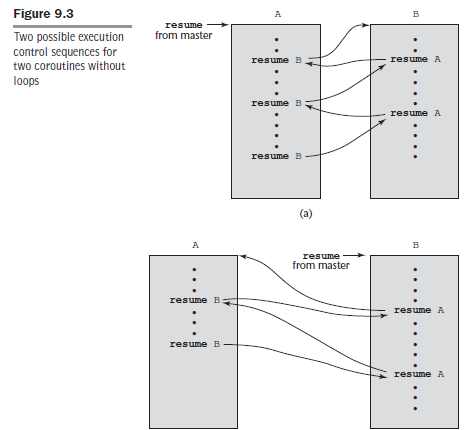 Figure 9.3
Two possible execution
control sequences for
two coroutines without
loops
resume
from master
A
B
resume B
resume A
resume B
resume A
resume B
(a)
A
resume
from master
B
resume B
resume A
resume B
resume A